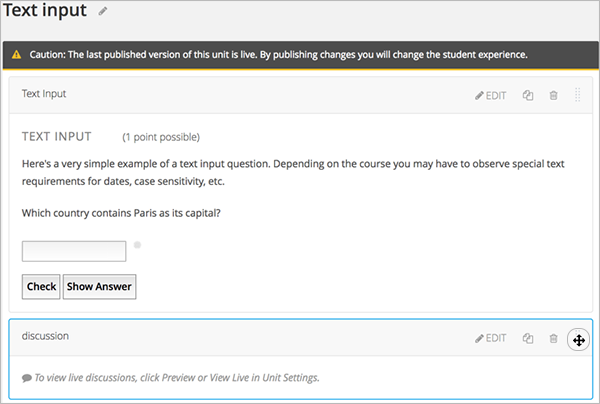 Text input
Caution: The last published version of this unit is live. By publishing changes you will change the student experience.
Text Input
EDIT
TEXT INPUT (1 point possible)
Here's a very simple example of a text input question. Depending on the course you may have to observe special text
requirements for dates, case sensitivity, etc.
Which country contains Paris as its capital?
Check Show Answer
discussion
EDIT
To view live discussions, click Preview or View Live in Unit Settings.